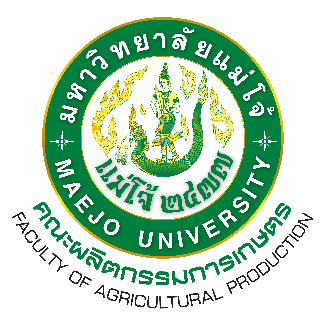 มหาวิทยาลัยแม่โจ้
แม่โจ้ ๒๔๗๗
MAEJO UNIVERSITY
คณะผลิตกรรมการเกษตร
FACULTY OF AGRICULTURAL PRODUCTION